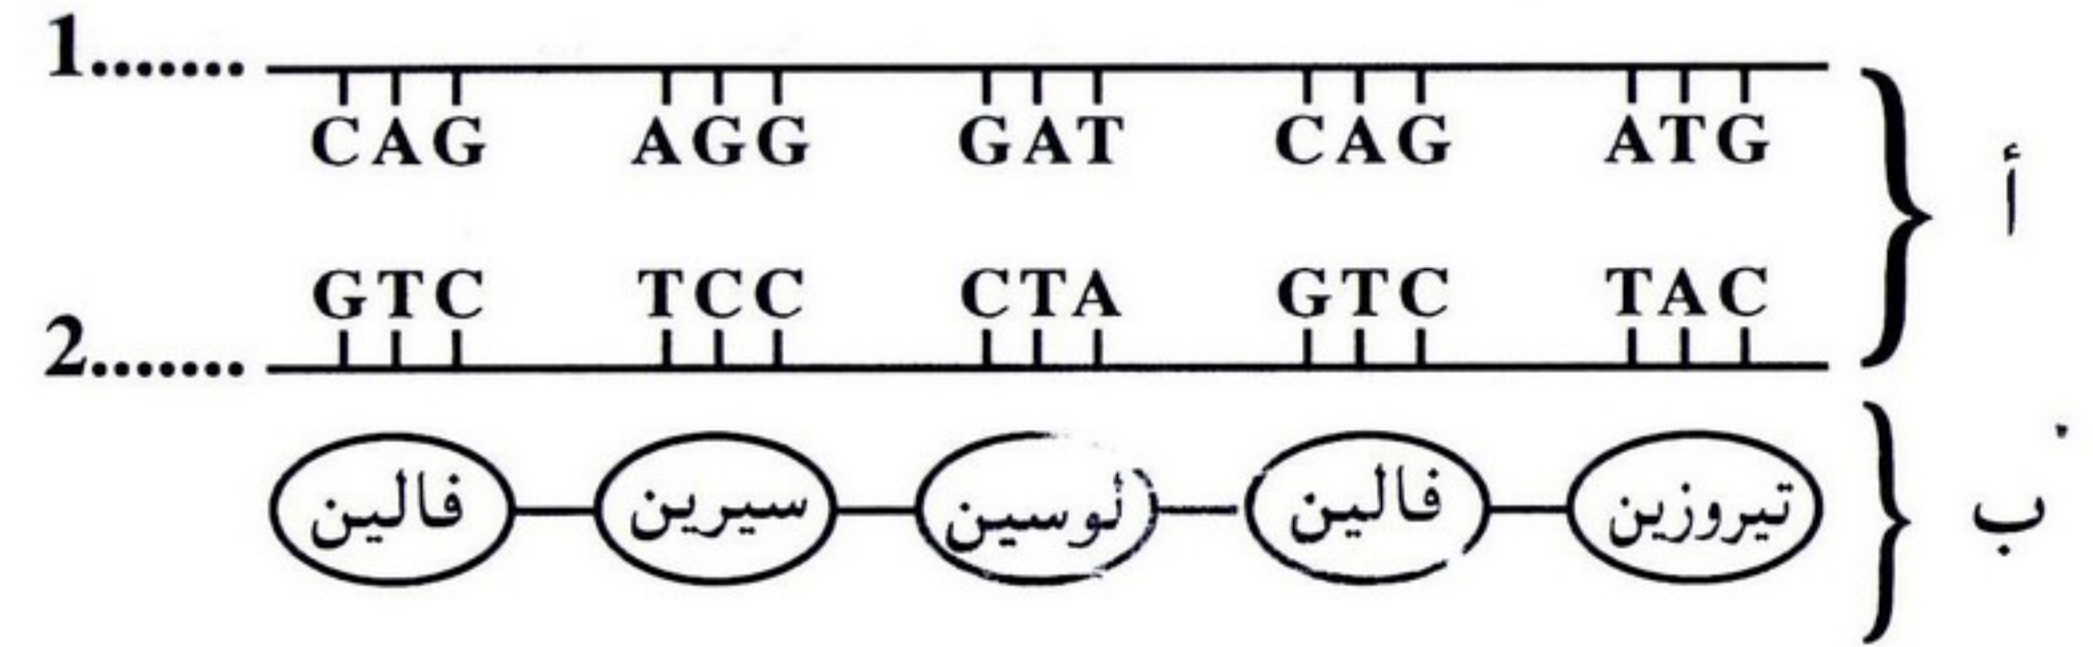 1.......
CAG AGG GAT CAG ATG
أ
GTC TCC CTA GTC TAC
2.......
فالين سيرين لوسين فالين تيروزين
ب